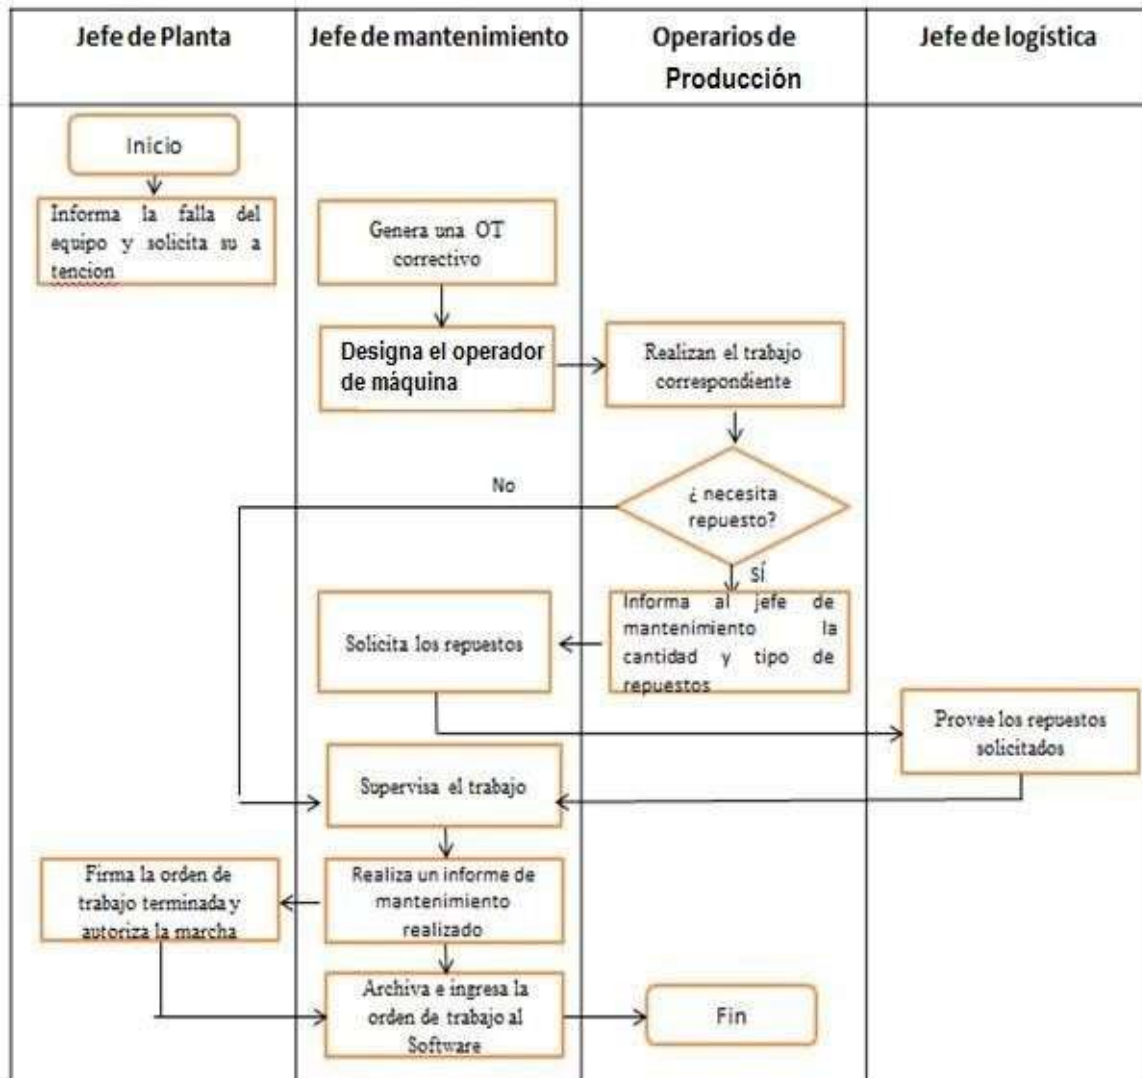 Jefe de Planta
Jefe de mantenimiento
Operarios de
Producción
Jefe de logística
Inicio
Informa la falla del
equipo y solicita su a
tencion
Genera una OT
correctivo
Designa el operador
de máquina
Realizan el trabajo
correspondiente
¿ necesita
repuesto?
No
SÍ
Informa al jefe de
mantenimiento la
cantidad y tipo de
repuestos
Solicita los repuestos
Provee los repuestos
solicitados
Supervisa el trabajo
Realiza un informe de
mantenimiento
realizado
Firma la orden de
trabajo terminada y
autoriza la marcha
Archiva e ingresa la
orden de trabajo al
Software
Fin